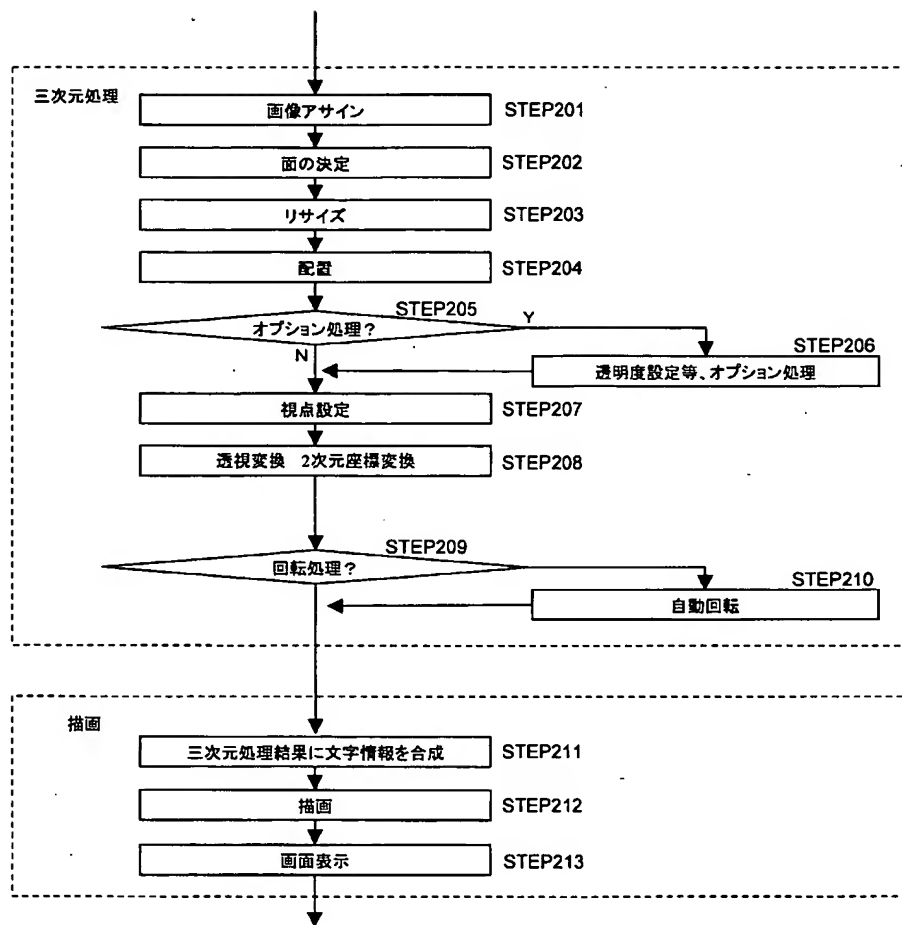 三次元処理
画像アサイン STEP201
面の決定 STEP202
リサイズ STEP203
配置 STEP204
STEP205
オプション処理? Y
N
STEP206
透明度設定等、オプション処理
視点設定 STEP207
透視変換 2次元座標変換 STEP208
STEP209
回転処理?
STEP210
自動回転
描画
三次元処理結果に文字情報を合成 STEP211
描画 STEP212
画面表示 STEP213